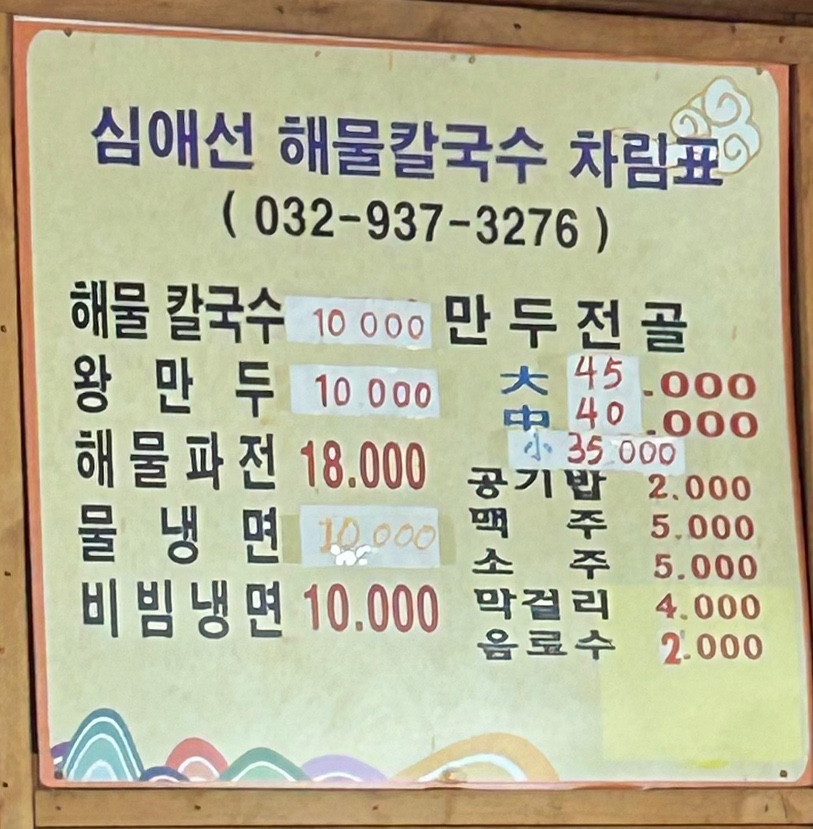 심애선 해물칼국수 차림표
(032-937-3276)
해물 칼국수 10 000
왕만두 10 000
해물파전 18.000
물냉면 10,000
비빔냉면 10.000
만두전골
大 45.000
中 40.000
小 35 000
공기밥 2.000
맥주 5.000
소주 5.000
막걸리 4.000
음료수 2.000